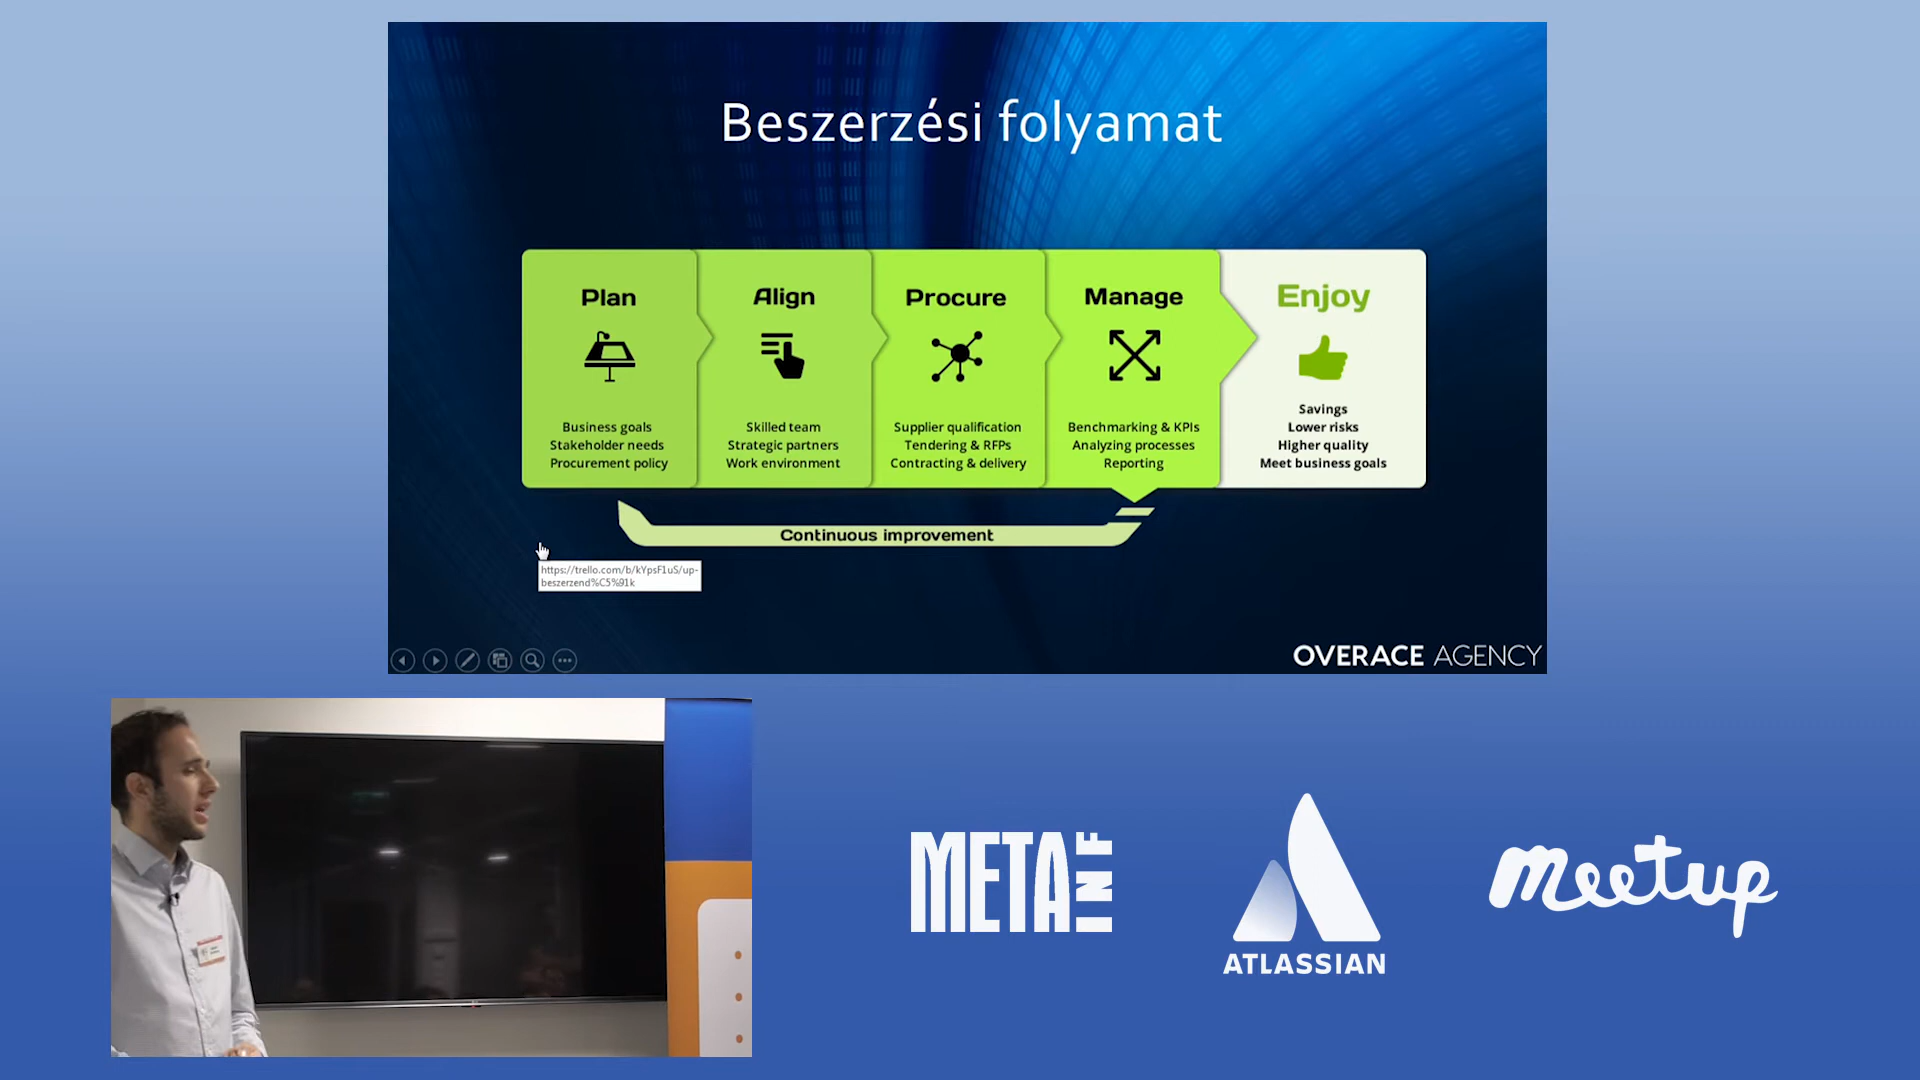 Beszerzési folyamat
Plan
Business goals
Stakeholder needs
Procurement policy
Align
Skilled team
Strategic partners
Work environment
Procure
Supplier qualification
Tendering & RFPs
Contracting & delivery
Manage
Benchmarking & KPIs
Analyzing processes
Reporting
Enjoy
Savings
Lower risks
Higher quality
Meet business goals
Continuous improvement
https://trello.com/b/kYpsF1uS/up-
beszerzend%C5%91k
OVERACE AGENCY
META
INF
ATLASSIAN
meetup